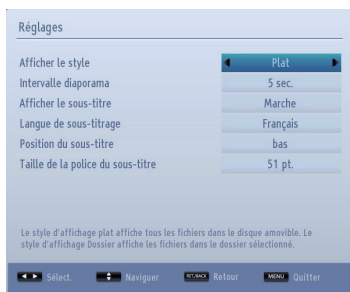 Réglages
Afficher le style Plat
Intervalle diaporama 5 sec.
Afficher le sous-titre Marche
Langue de sous-titrage Français
Position du sous-titre bas
Taille de la police du sous-titre 51 pt.
Le style d'affichage plat affiche tous les fichiers dans le disque amovible. Le
style d'affichage Dossier affiche les fichiers dans le dossier sélectionné.
Sélect. Naviguer RET./BACK Retour MENU Quitter